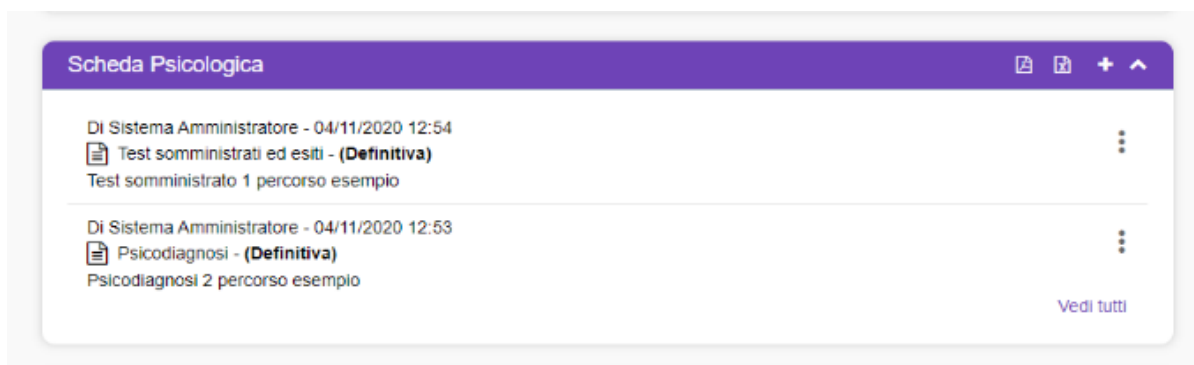 Scheda Psicologica
Di Sistema Amministratore - 04/11/2020 12:54
Test somministrati ed esiti - (Definitiva)
Test somministrato 1 percorso esempio
Di Sistema Amministratore - 04/11/2020 12:53
Psicodiagnosi - (Definitiva)
Psicodiagnosi 2 percorso esempio
Vedi tutti